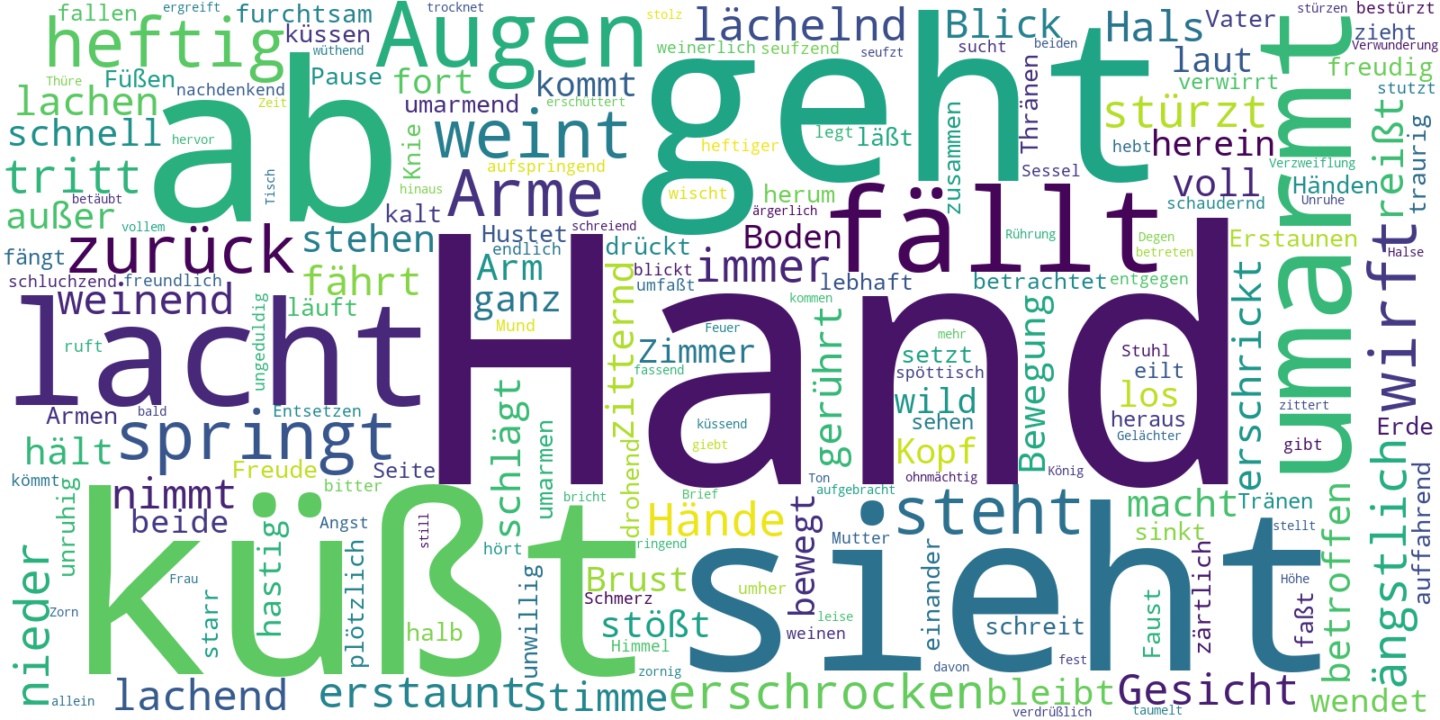 fallen
ergreift
furchtsam
trocknet
Augen
lächelnd
stolz
Blick
Hals
Vater
stürzen
bestürzt
heftig
küssen
wüthend
weinerlich
seufzend
seufzt
sucht
beiden
zieht
Verwunderung
Thüre
Füßen
nachdenkend
Pause
fort
kommt
geht
laut
verwirrt
freudig
lachen
Zeit
umarmend
erschüttert
stutzt
ab
schnell
hervor
Knie
weint
heftiger
legt
läßt
zusammen
Thränen
stürzt
hebt
herein
umarmt
reißt
traurig
tritt
betäubt
Tisch
hinaus
aufspringend
wischt
herum
Sessel
voll
Verzweiflung
Händen
Unruhe
außer
vollem
kalt
Arme
ärgerlich
fällt
schaudernd
fängt
zurück
stehen
Hustet
endlich
schreiend
drückt
Boden
Rührung
Degen
betreten
Erstaunen
Halse
schluchzend
freundlich
fährt
Arm
blickt
umfaßt
immer
lebhaft
betrachtet
entgegen
weinend
ganz
kommen
lacht
läuft
ungeduldig
Mund
zitternd
Feuer
Zimmer
fassend
gerührt
mehr
setzt
spöttisch
Bewegung
Stuhl
eilt
erschrickt
wirft
ruft
Hand
wild
sehen
los
heraus
Gelächter
zittert
Armen
bald
Entsetzen
küssend
giebt
Kopf
gibt
Erde
springt
schlägt
umarmen
hält
Freude
Seite
bitter
drohend
ohnmächtig
König
kömmt
unruhig
nimmt
beide
hastig
Angst
still
bricht
Brief
Ton
aufgebracht
steht
macht
Tränen
betroffen
ängstlich
auffahrend
Hände
hört
ringend
bewegt
Mutter
sinkt
stellt
küßt
sieht
nieder
Frau
Zorn
starr
plötzlich
unwillig
Brust
umher
einander
Höhe
Schmerz
leise
halb
stößt
weinen
schreit
Faust
zärtlich
faßt
Himmel
zornig
davon
fest
allein
lachend
erstaunt
Stimme
erschrocken
bleibt
verdrüßlich
Gesicht
taumelt
wendet